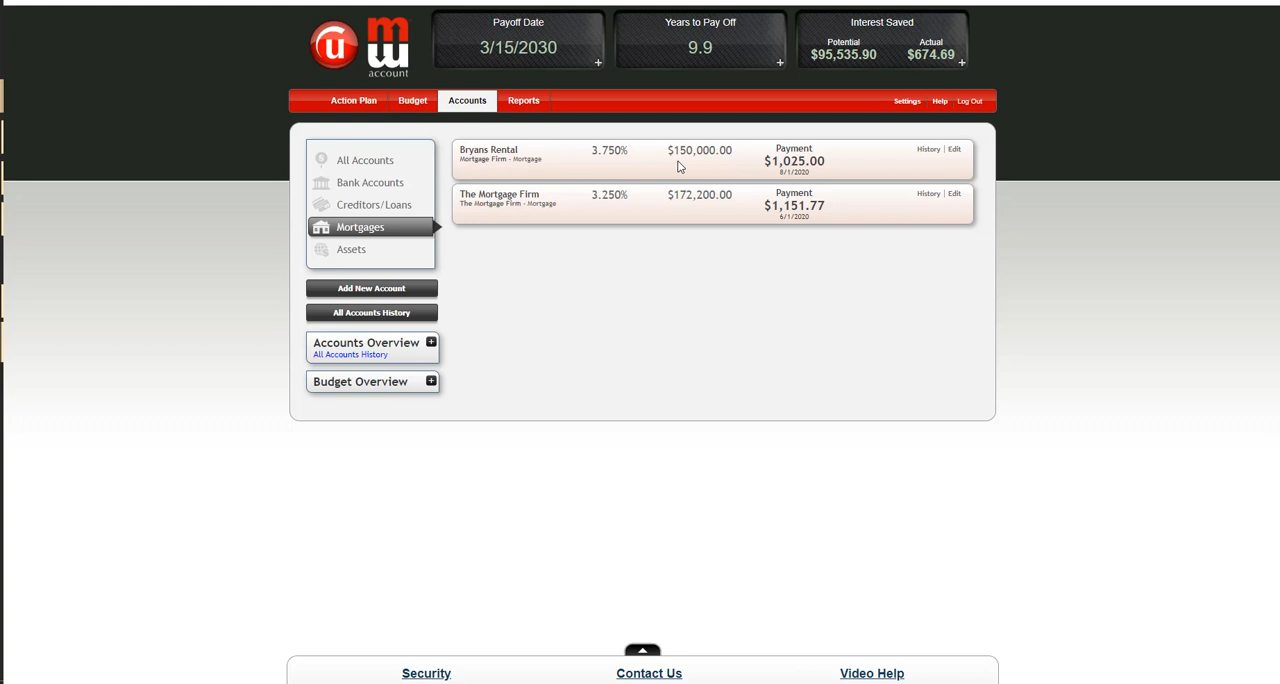 Payoff Date
3/15/2030
+
Years to Pay Off
9.9
+
Interest Saved
Potential Actual
$95,535.90 $674.69
+
u
m
account
Action Plan Budget Accounts Reports
Settings Help Log Out
All Accounts
Bank Accounts
Creditors/Loans
Mortgages
Assets
Add New Account
All Accounts History
Accounts Overview
All Accounts History
Budget Overview
Bryans Rental 3.750% $150,000.00 Payment History | Edit
Mortgage Firm - Mortgage $1,025.00
8/1/2020
The Mortgage Firm 3.250% $172,200.00 Payment History | Edit
The Mortgage Firm - Mortgage $1,151.77
6/1/2020
Security Contact Us Video Help